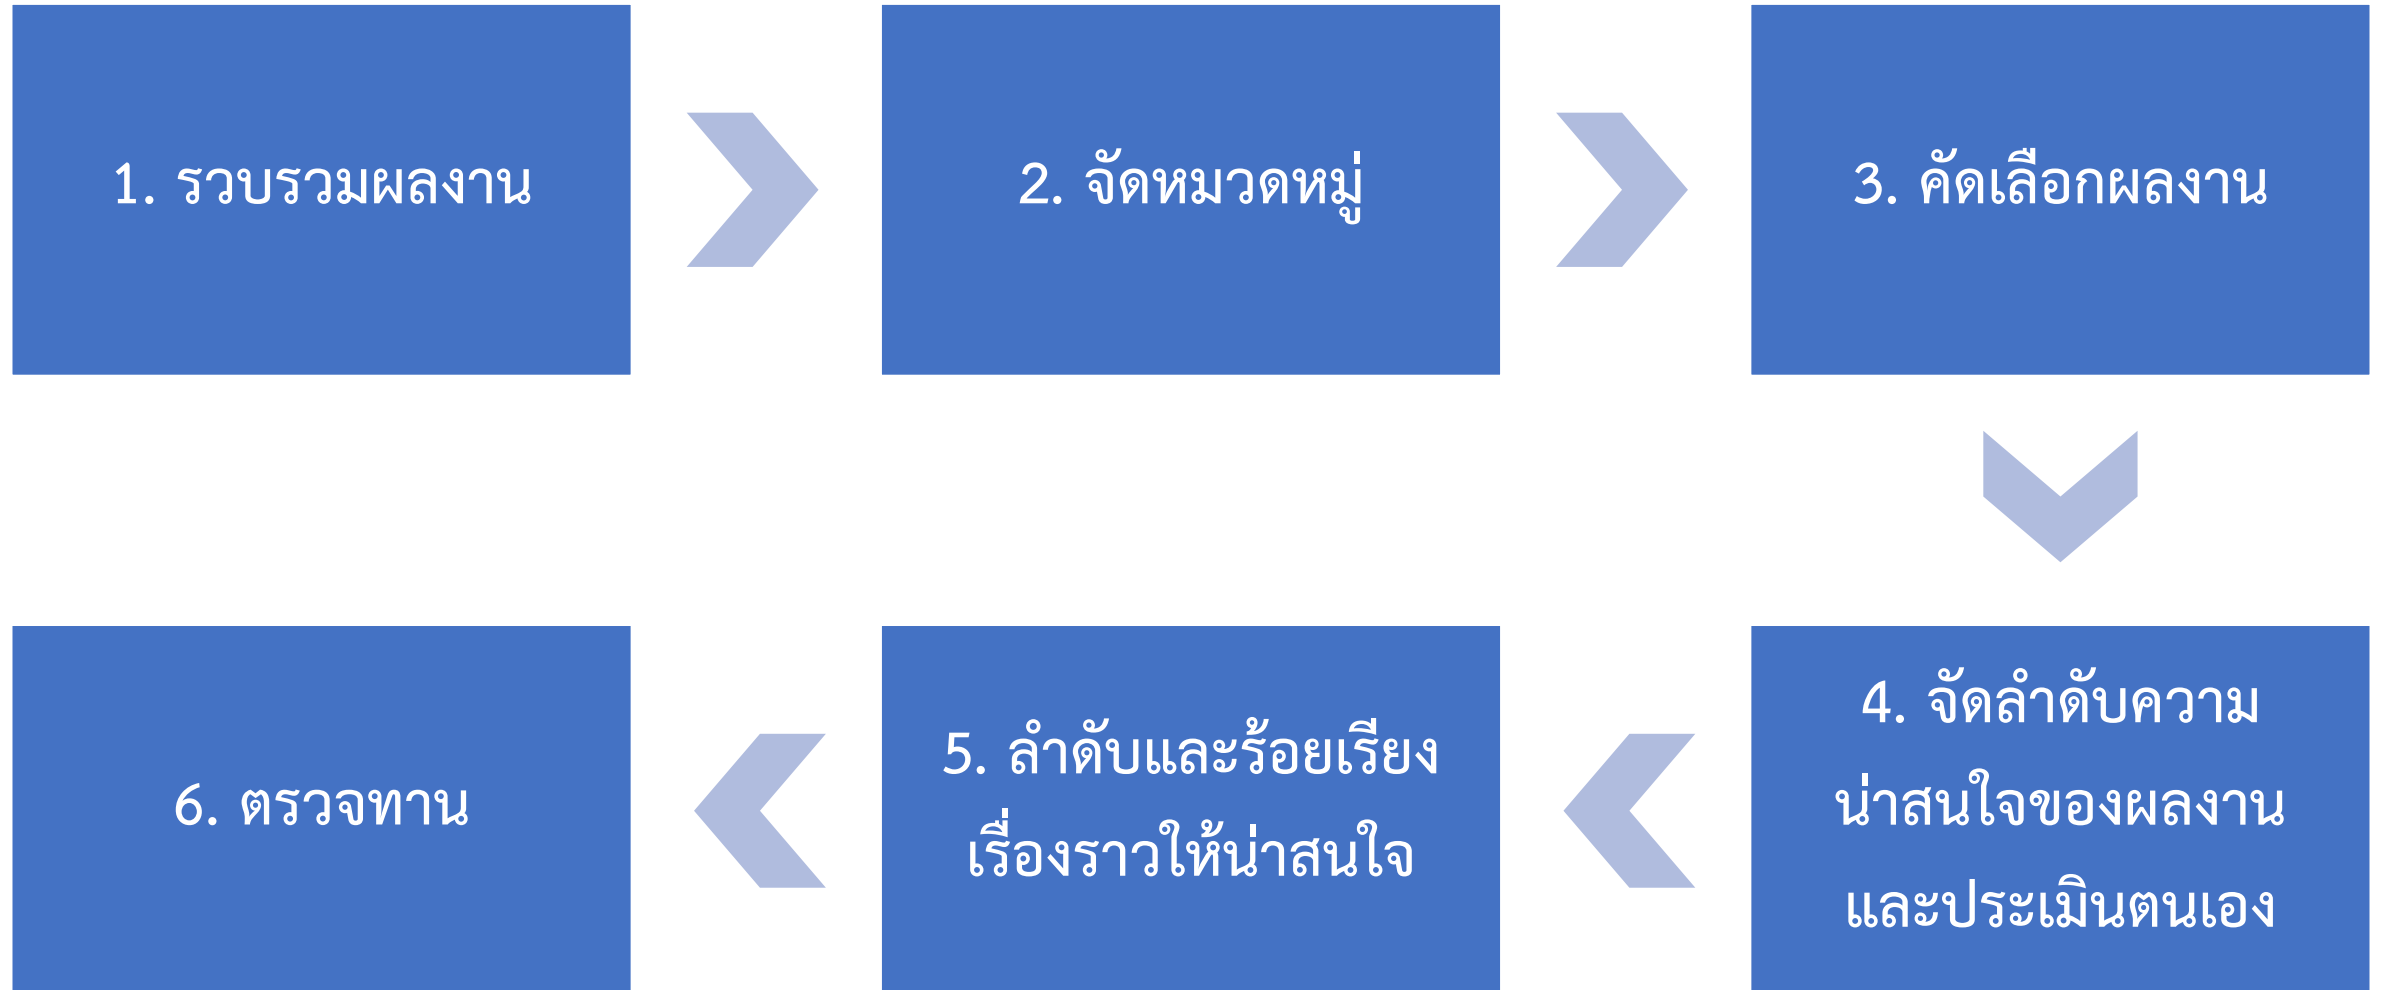 1. รวบรวมผลงาน
2. จัดหมวดหมู่
3. คัดเลือกผลงาน
4. จัดลำดับความ
น่าสนใจของผลงาน
และประเมินตนเอง
5. ลำดับและร้อยเรียง
เรื่องราวให้น่าสนใจ
6. ตรวจทาน